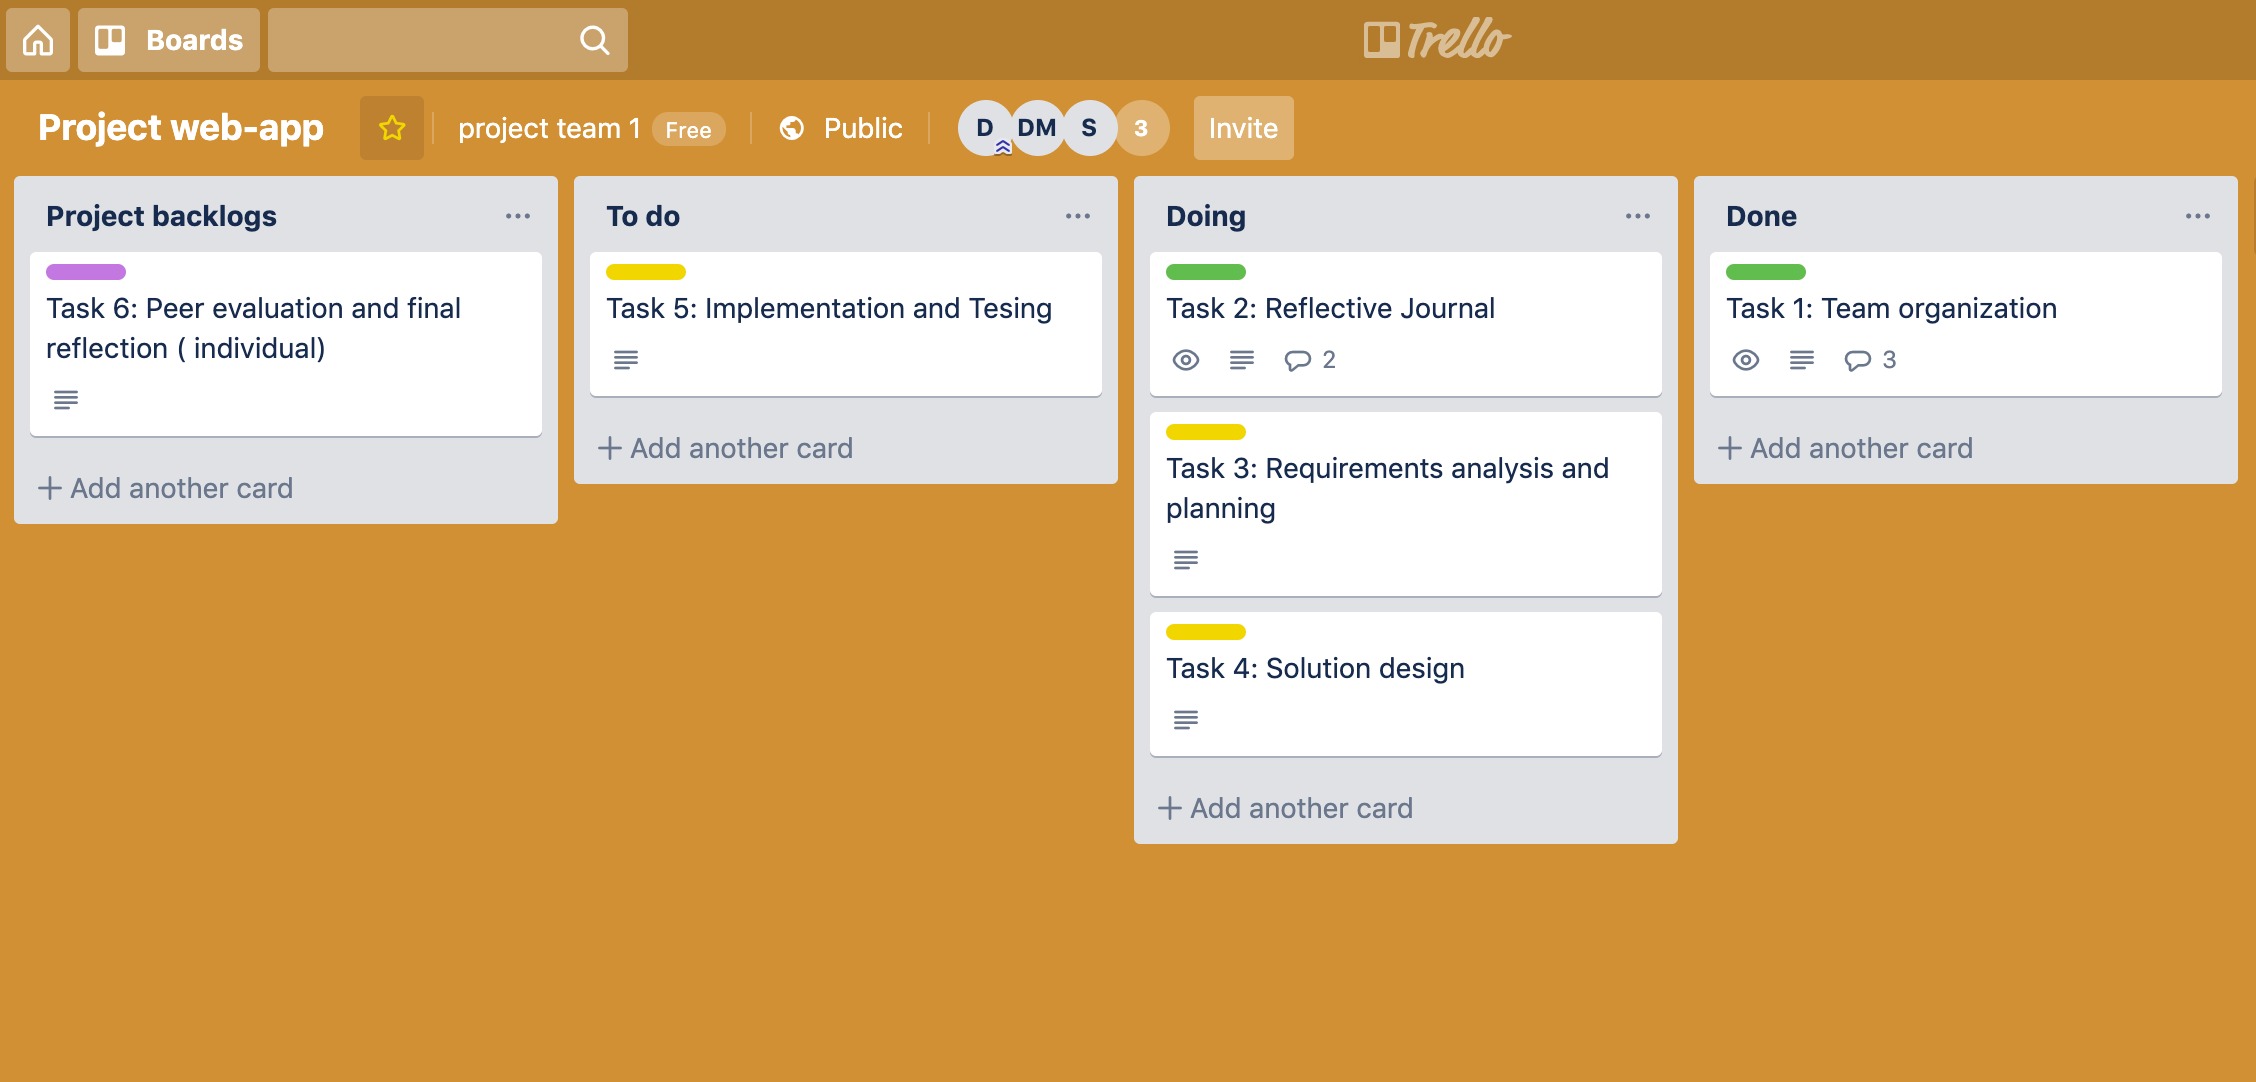 Boards
Trello
Project web-app
project team 1 Free
Public
D DM S 3
Invite
Project backlogs
Task 6: Peer evaluation and final
reflection ( individual)
+ Add another card
To do
Task 5: Implementation and Tesing
+ Add another card
Doing
Task 2: Reflective Journal
2
Task 3: Requirements analysis and
planning
Task 4: Solution design
+ Add another card
Done
Task 1: Team organization
3
+ Add another card